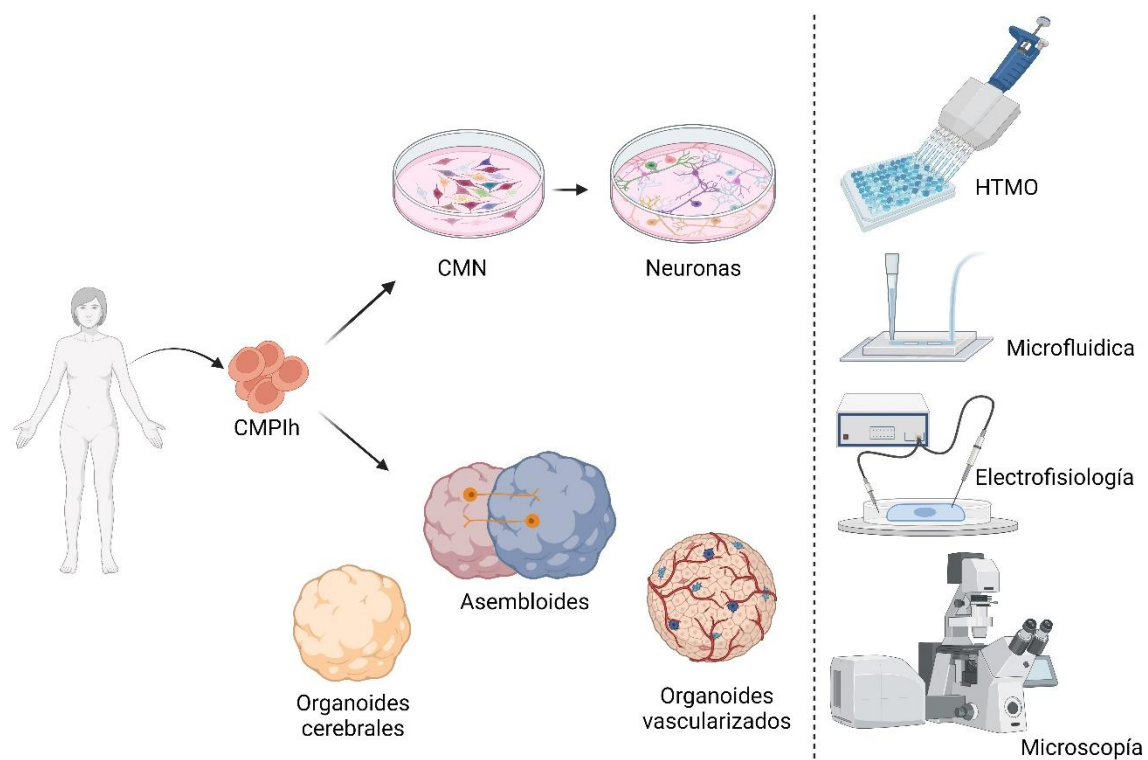 CMPIh
CMN
Neuronas
Asembloides
Organoides
cerebrales
Organoides
vascularizados
HTMO
Microfluidica
Electrofisiología
Microscopía